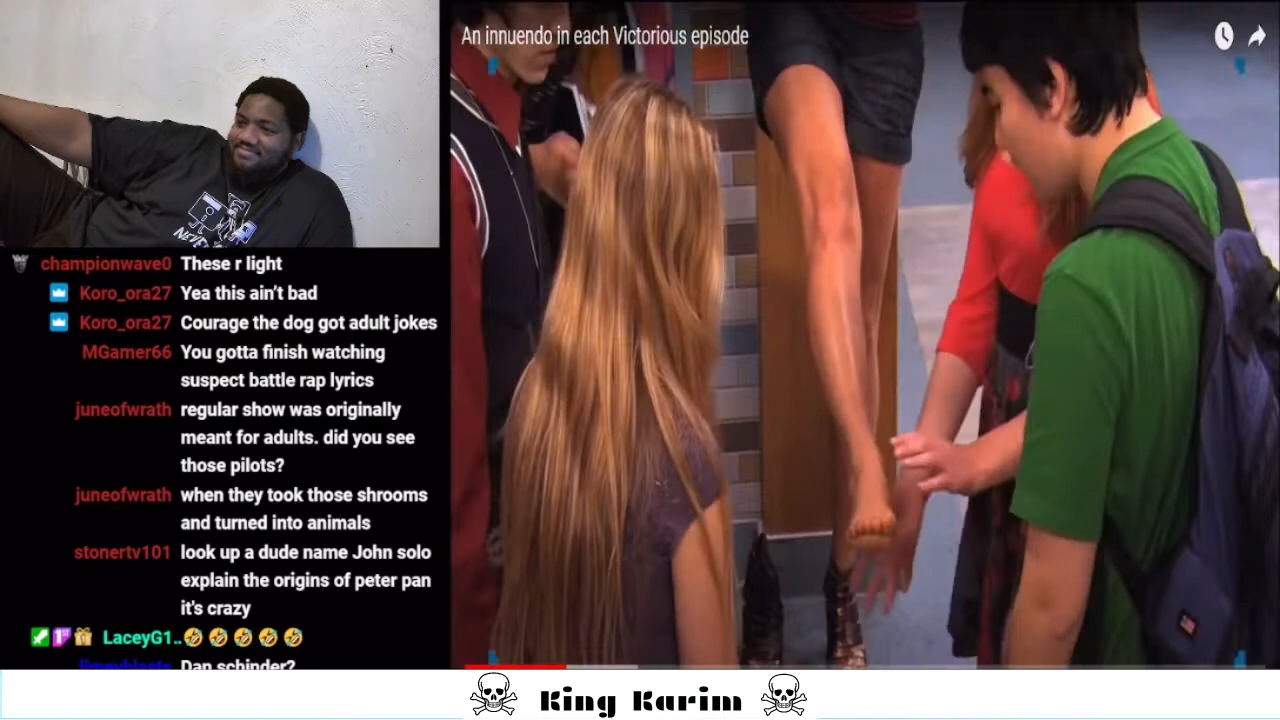 An innuendo in each Victorious episode
championwave0 These r light
Koro_ora27 Yea this ain't bad
Koro_ora27 Courage the dog got adult jokes
MGamer66 You gotta finish watching
suspect battle rap lyrics
juneofwrath regular show was originally
meant for adults. did you see
those pilots?
juneofwrath when they took those shrooms
and turned into animals
stonertv101 look up a dude name John solo
explain the origins of peter pan
it's crazy
LaceyG1..🤣🤣🤣🤣🤣
Dan schinder?
King Karim